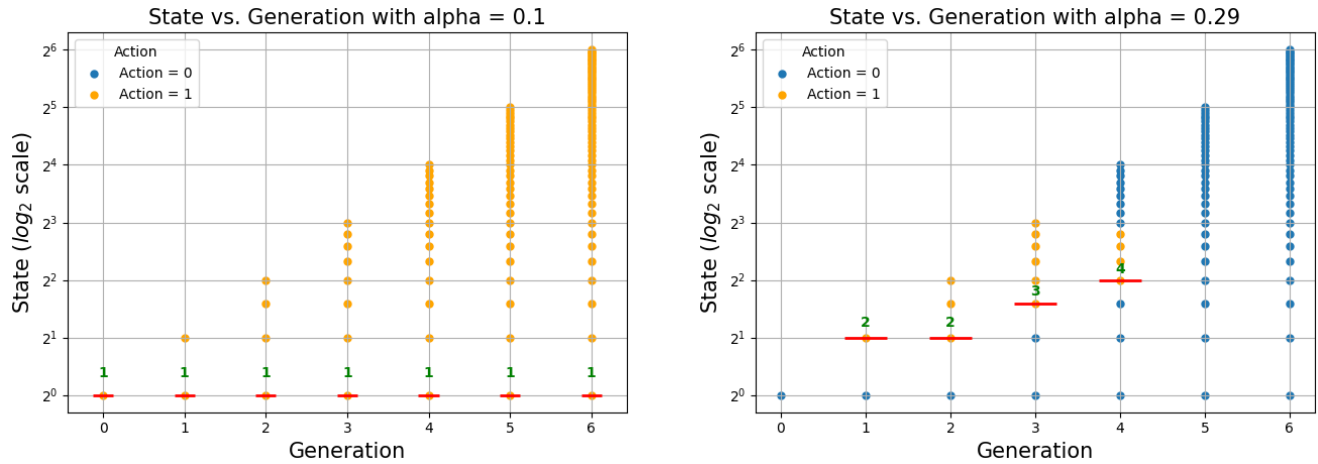 State vs. Generation with alpha = 0.1
State ($log_2$ scale)
2^6
2^5
2^4
2^3
2^2
2^1
2^0
Action
Action = 0
Action = 1
1 1 1 1 1 1 1
0 1 2 3 4 5 6
Generation
State vs. Generation with alpha = 0.29
State ($log_2$ scale)
2^6
2^5
2^4
2^3
2^2
2^1
2^0
Action
Action = 0
Action = 1
2 2 3 4
0 1 2 3 4 5 6
Generation